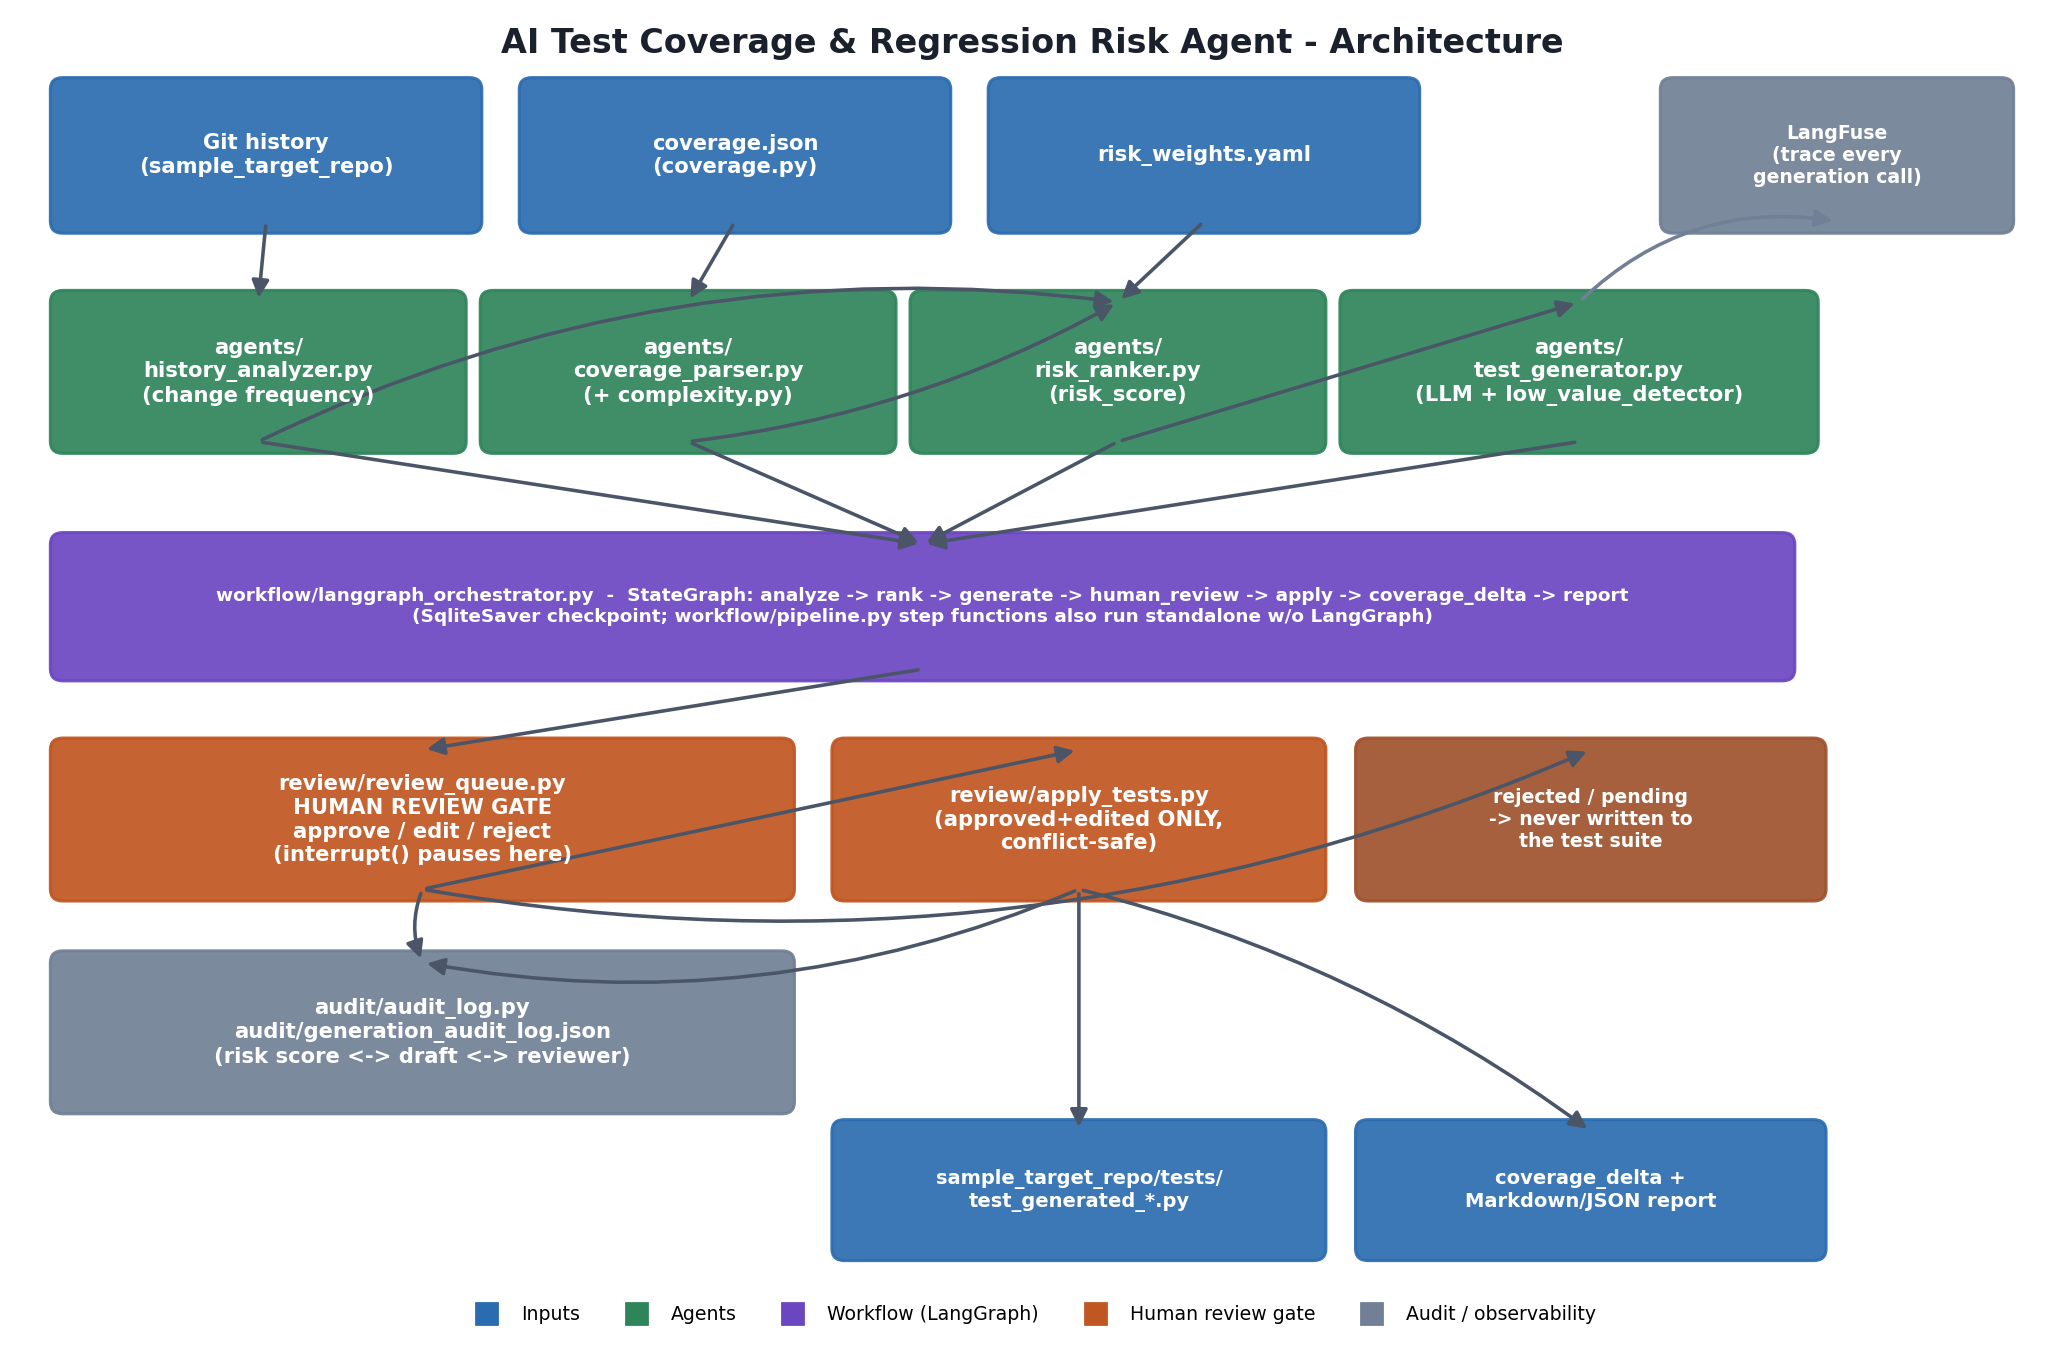 AI Test Coverage & Regression Risk Agent - Architecture
Git history
(sample_target_repo)
coverage.json
(coverage.py)
risk_weights.yaml
LangFuse
(trace every
generation call)
agents/
history_analyzer.py
(change frequency)
agents/
coverage_parser.py
(+ complexity.py)
agents/
risk_ranker.py
(risk_score)
agents/
test_generator.py
(LLM + low_value_detector)
workflow/langgraph_orchestrator.py  -  StateGraph: analyze -> rank -> generate -> human_review -> apply -> coverage_delta -> report
(SqliteSaver checkpoint; workflow/pipeline.py step functions also run standalone w/o LangGraph)
review/review_queue.py
HUMAN REVIEW GATE
approve / edit / reject
(interrupt() pauses here)
review/apply_tests.py
(approved+edited ONLY,
conflict-safe)
rejected / pending
-> never written to
the test suite
audit/audit_log.py
audit/generation_audit_log.json
(risk score <-> draft <-> reviewer)
sample_target_repo/tests/
test_generated_*.py
coverage_delta +
Markdown/JSON report
Inputs
Agents
Workflow (LangGraph)
Human review gate
Audit / observability